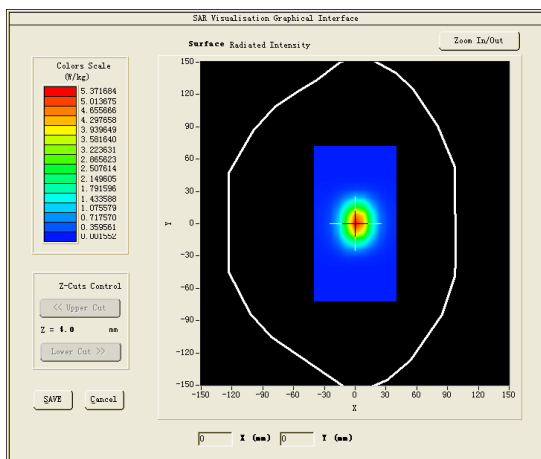 SAR Visualisation Graphical Interface
Surface Radiated Intensity
Zoom In/Out
Colors Scale
(W/kg)
5.371684
5.013675
4.655666
4.297658
3.939649
3.581640
3.223631
2.865623
2.507614
2.149605
1.791596
1.433588
1.075579
0.717570
0.359561
0.001552
150
120
90
60
30
Y
0
-30
-60
-90
-120
-150
-150 -120 -90 -60 -30 0 30 60 90 120 150
X
Z-Cuts Control
<< Upper Cut
Z = 4.0 mm
Lower Cut >>
SAVE Cancel
0 X (mm) 0 Y (mm)